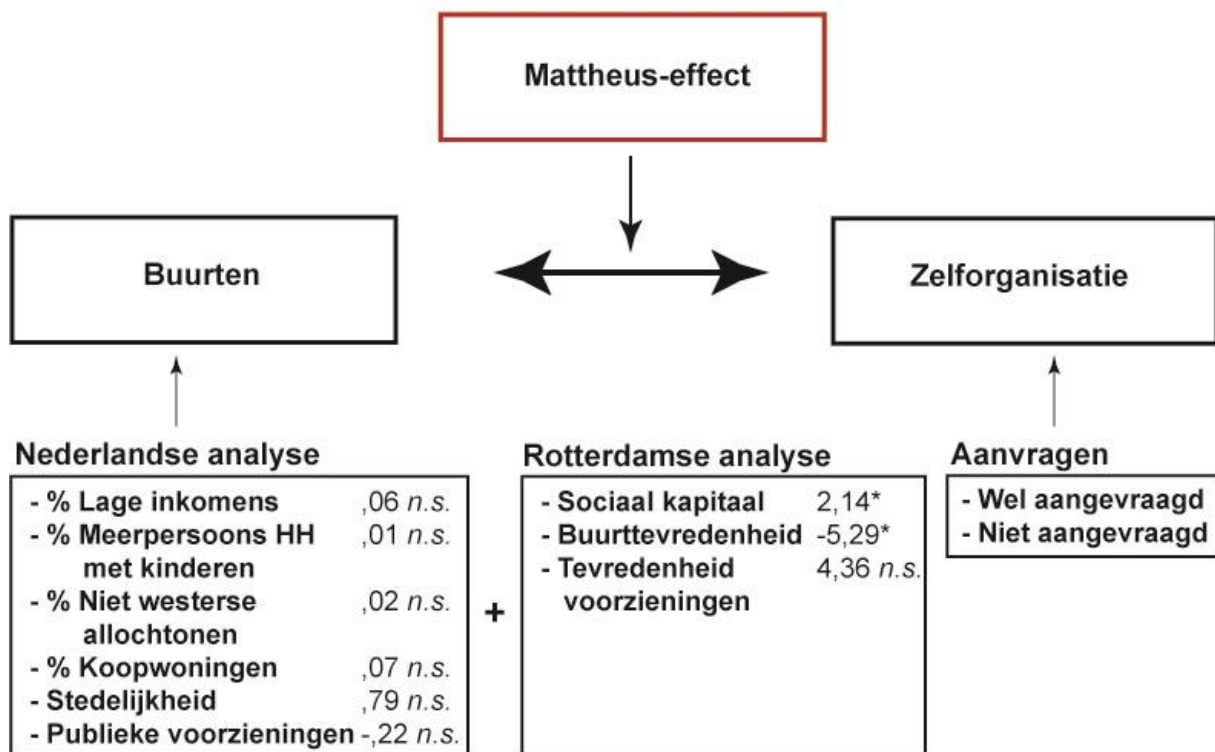 Mattheus-effect
Buurten
Zelforganisatie
Nederlandse analyse
- % Lage inkomens ,06 n.s.
- % Meerpersoons HH ,01 n.s.
met kinderen
- % Niet westerse ,02 n.s.
allochtonen
- % Koopwoningen ,07 n.s.
- Stedelijkheid ,79 n.s.
- Publieke voorzieningen -,22 n.s.
+
Rotterdamse analyse
- Sociaal kapitaal 2,14*
- Buurttevredenheid -5,29*
- Tevredenheid 4,36 n.s.
voorzieningen
Aanvragen
- Wel aangevraagd
- Niet aangevraagd